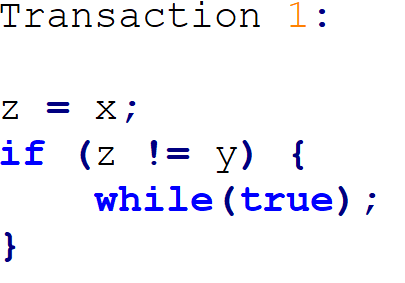 Transaction 1:
z = x;
if (z != y) {
while(true);
}